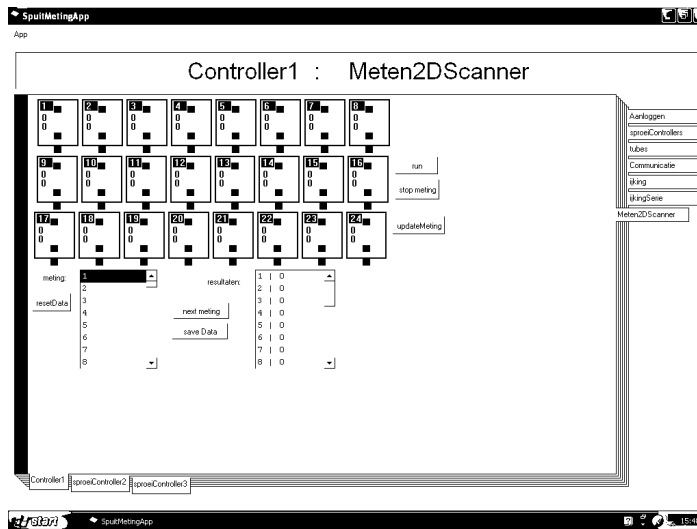 SpuitMetingApp
App
Controller1 : Meten2DScanner
1 2 3 4 5 6 7 8
0 0 0 0 0 0 0 0
0 0 0 0 0 0 0 0
9 10 11 12 13 14 15 16
0 0 0 0 0 0 0 0
0 0 0 0 0 0 0 0
17 18 19 20 21 22 23 24
0 0 0 0 0 0 0 0
0 0 0 0 0 0 0 0
run
stop meting
updateMeting
Aanloggen
sproeiControllers
tubes
Communicatie
ijking
ijkingSerie
Meten2DScanner
meting:
1
2
3
4
5
6
7
8
resetData
next meting
save Data
resultaten:
1 | 0
2 | 0
3 | 0
4 | 0
5 | 0
6 | 0
7 | 0
8 | 0
Controller1
sproeiController2
sproeiController3
start
SpuitMetingApp